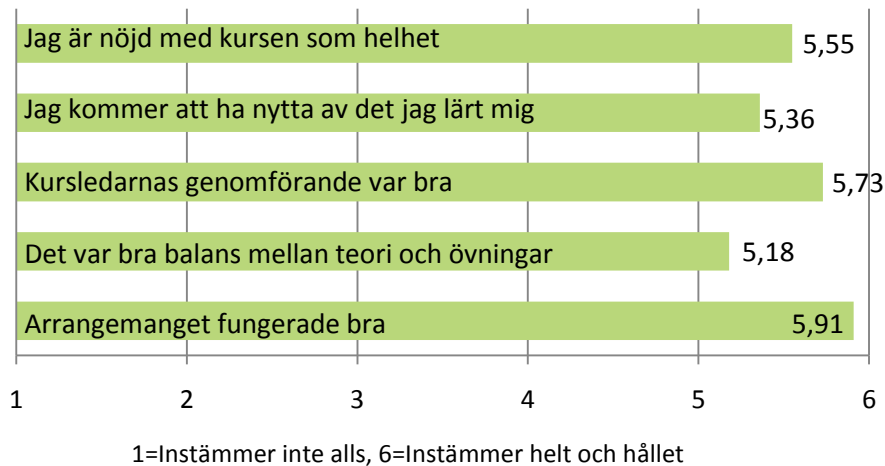 Jag är nöjd med kursen som helhet 5,55
Jag kommer att ha nytta av det jag lärt mig 5,36
Kursledarnas genomförande var bra 5,73
Det var bra balans mellan teori och övningar 5,18
Arrangemanget fungerade bra 5,91
1 2 3 4 5 6
1=Instämmer inte alls, 6=Instämmer helt och hållet